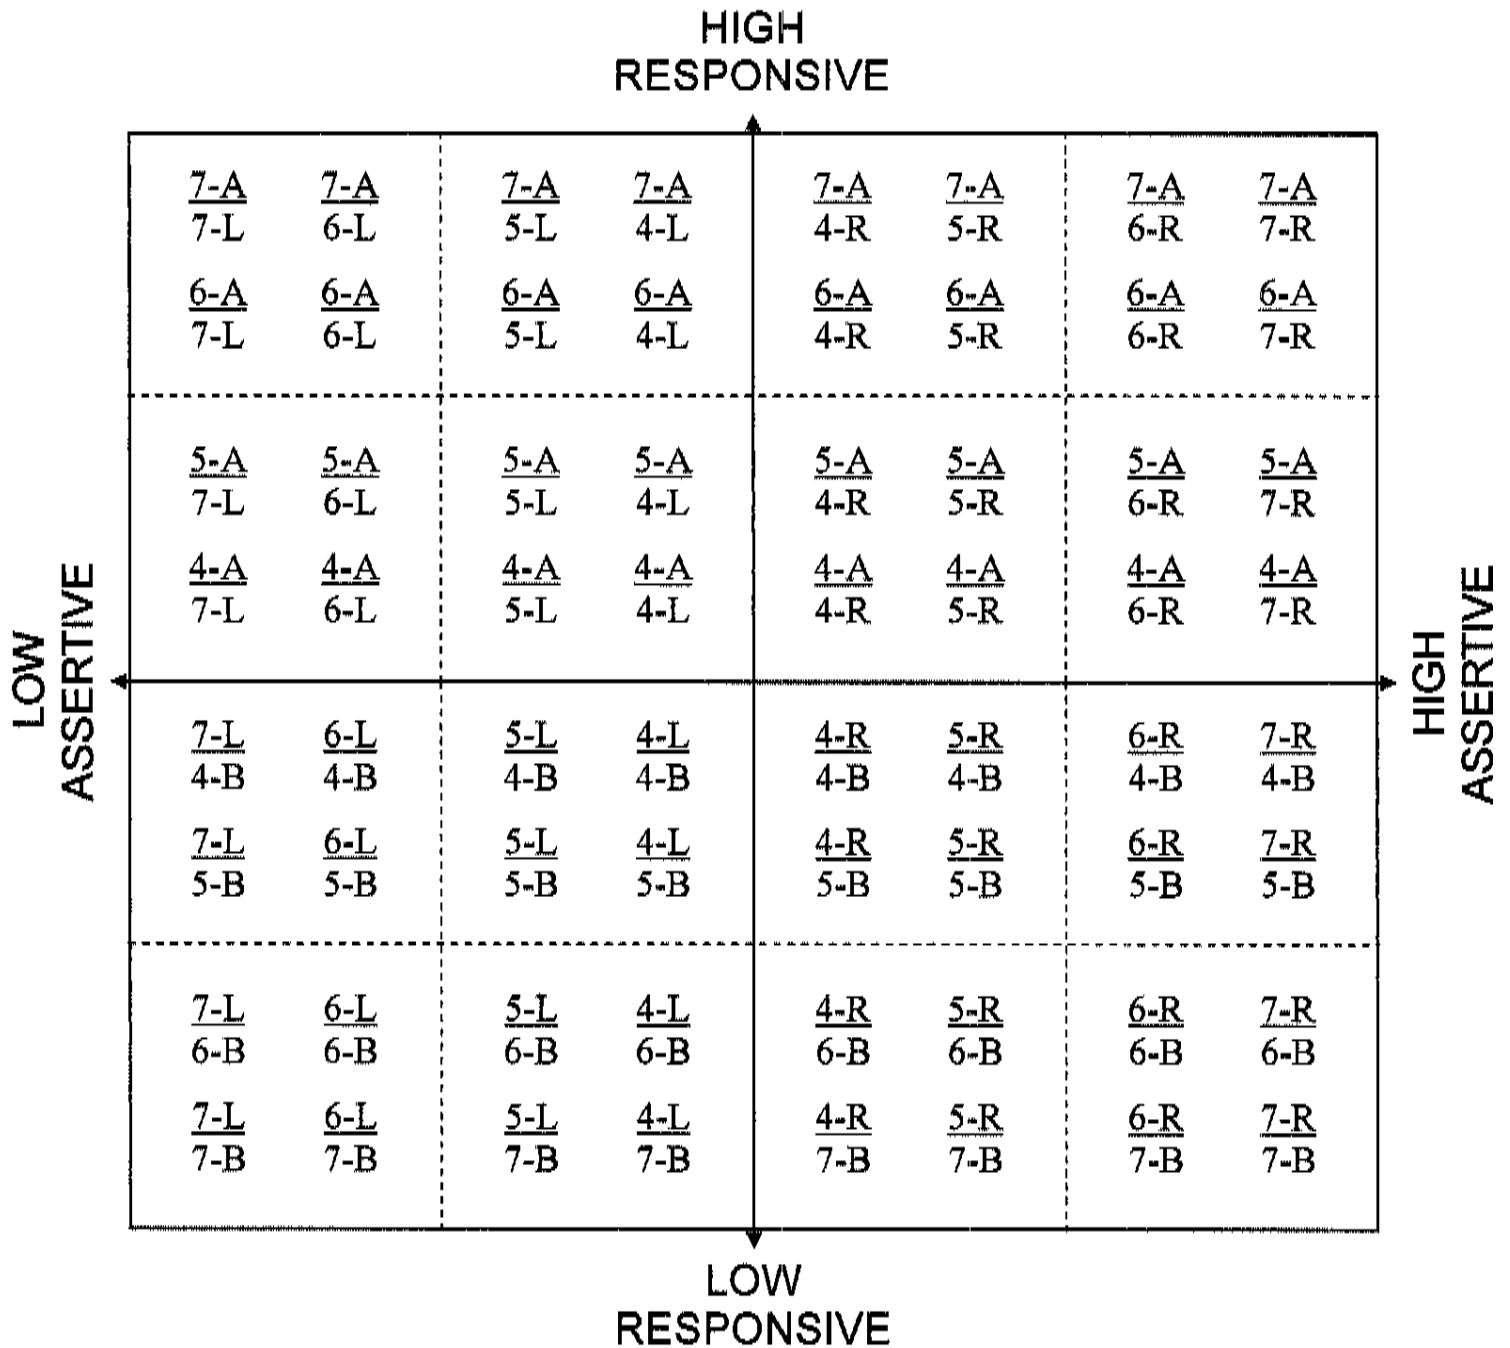 HIGH
RESPONSIVE
7-A 7-A 7-A 7-A 7-A 7-A 7-A 7-A
7-L 6-L 5-L 4-L 4-R 5-R 6-R 7-R
6-A 6-A 6-A 6-A 6-A 6-A 6-A 6-A
7-L 6-L 5-L 4-L 4-R 5-R 6-R 7-R
5-A 5-A 5-A 5-A 5-A 5-A 5-A 5-A
7-L 6-L 5-L 4-L 4-R 5-R 6-R 7-R
4-A 4-A 4-A 4-A 4-A 4-A 4-A 4-A
7-L 6-L 5-L 4-L 4-R 5-R 6-R 7-R
LOW
ASSERTIVE
HIGH
ASSERTIVE
7-L 6-L 5-L 4-L 4-R 5-R 6-R 7-R
4-B 4-B 4-B 4-B 4-B 4-B 4-B 4-B
7-L 6-L 5-L 4-L 4-R 5-R 6-R 7-R
5-B 5-B 5-B 5-B 5-B 5-B 5-B 5-B
7-L 6-L 5-L 4-L 4-R 5-R 6-R 7-R
6-B 6-B 6-B 6-B 6-B 6-B 6-B 6-B
7-L 6-L 5-L 4-L 4-R 5-R 6-R 7-R
7-B 7-B 7-B 7-B 7-B 7-B 7-B 7-B
LOW
RESPONSIVE